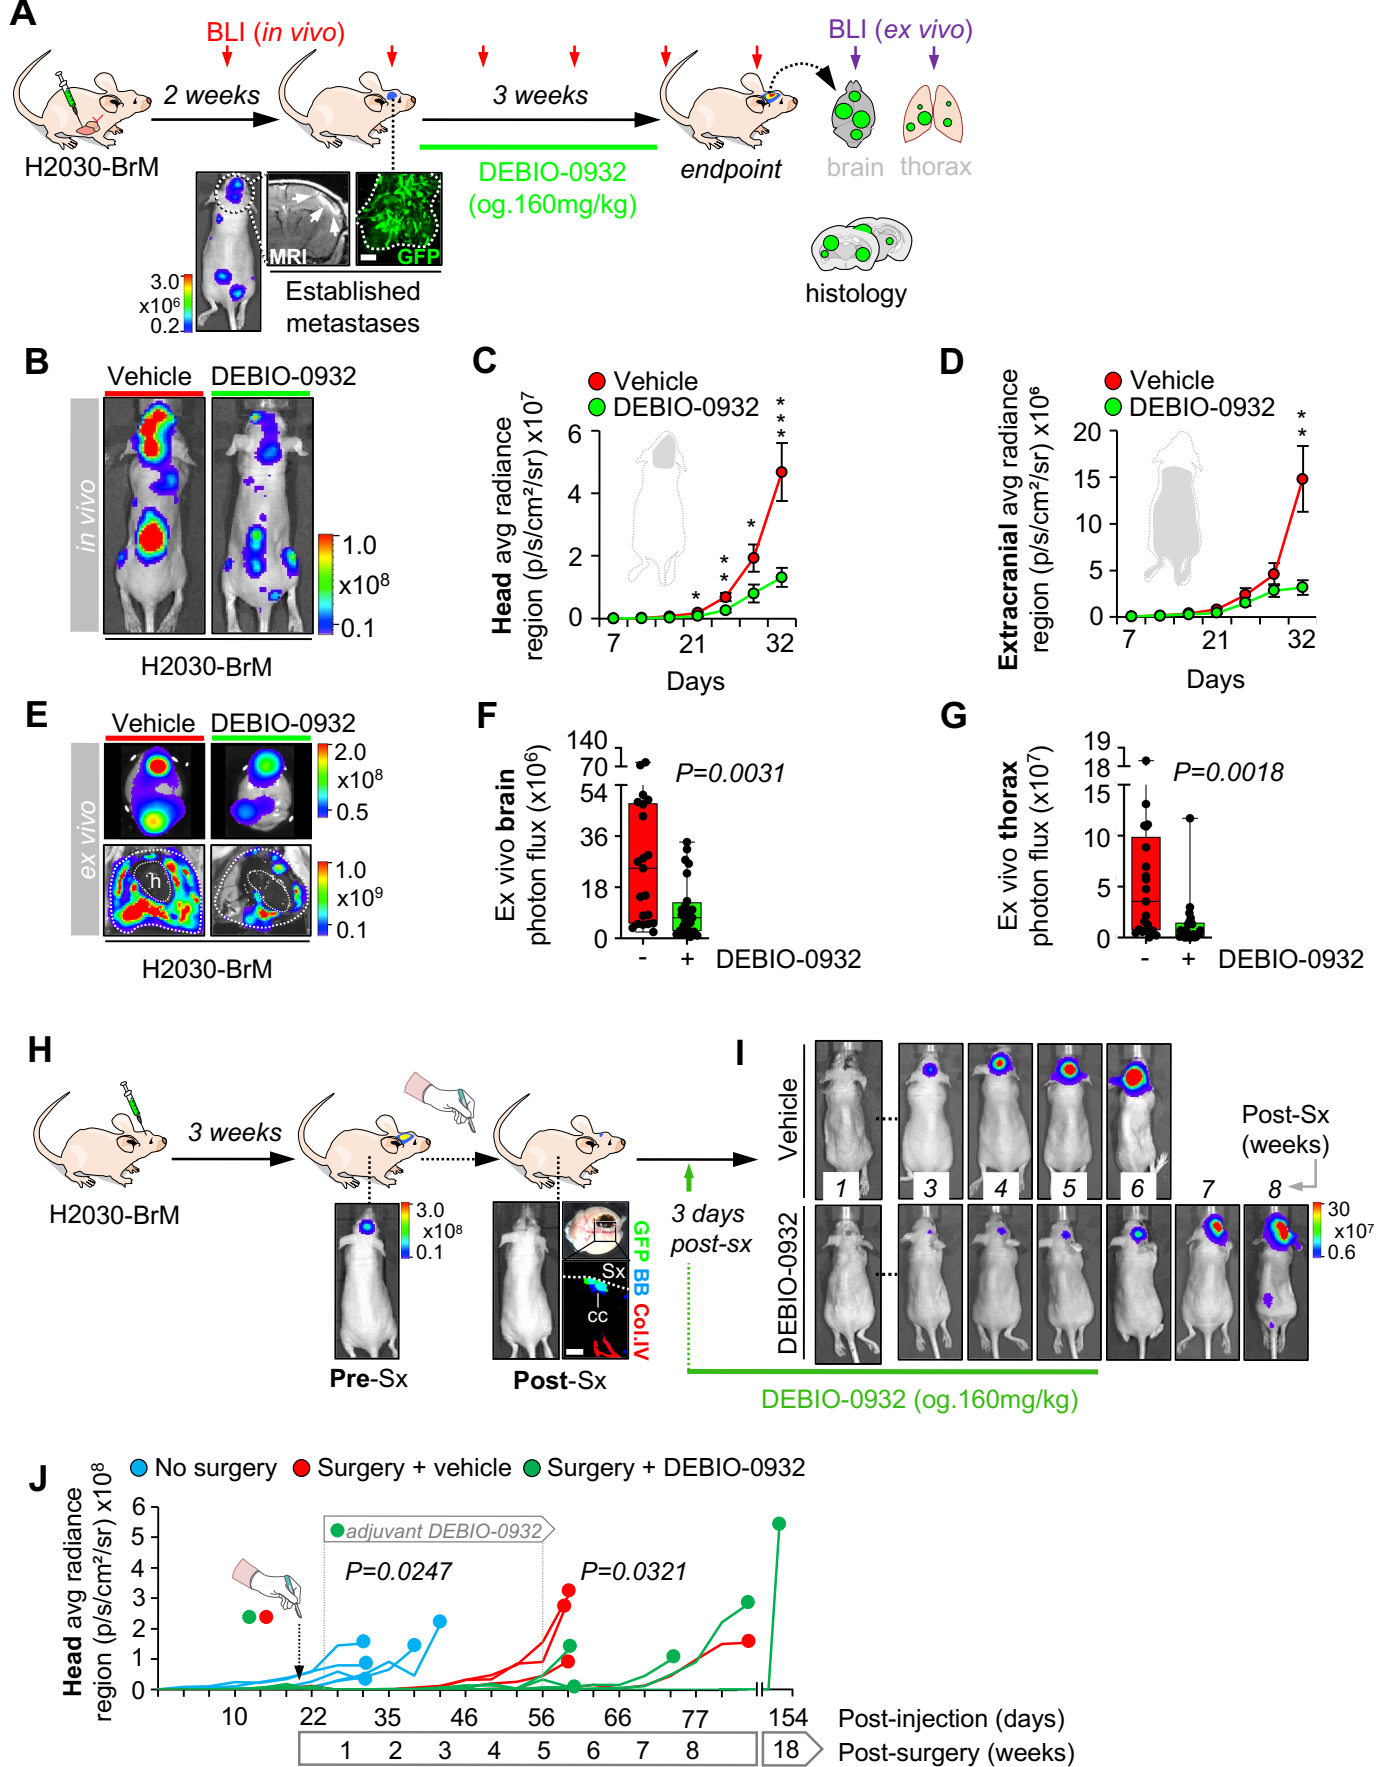 A
BLI (in vivo)
BLI (ex vivo)
2 weeks
3 weeks
H2030-BrM
DEBIO-0932
(og.160mg/kg)
endpoint
brain
thorax
MRI
GFP
3.0
x10⁶
0.2
Established
metastases
histology
B
Vehicle
DEBIO-0932
in vivo
1.0
x10⁸
0.1
H2030-BrM
C
Vehicle
DEBIO-0932
Head avg radiance
region (p/s/cm²/sr) x10⁷
6
4
2
0
*
**
*
***
7
21
32
Days
D
Vehicle
DEBIO-0932
Extracranial avg radiance
region (p/s/cm²/sr) x10⁶
20
15
10
5
0
**
7
21
32
Days
E
Vehicle
DEBIO-0932
ex vivo
2.0
x10⁸
0.5
h
1.0
x10⁹
0.1
H2030-BrM
F
Ex vivo brain
photon flux (x10⁶)
140
70
54
36
18
0
P=0.0031
- + DEBIO-0932
G
Ex vivo thorax
photon flux (x10⁷)
19
18
15
10
5
0
P=0.0018
- + DEBIO-0932
H
3 weeks
H2030-BrM
3.0
x10⁸
0.1
Pre-Sx
Sx
cc
GFP BB Col.IV
Post-Sx
3 days
post-sx
DEBIO-0932 (og.160mg/kg)
I
Vehicle
DEBIO-0932
1 3 4 5 6 7 8
Post-Sx
(weeks)
30
x10⁷
0.6
J
No surgery
Surgery + vehicle
Surgery + DEBIO-0932
Head avg radiance
region (p/s/cm²/sr) x10⁸
6
5
4
3
2
1
0
adjuvant DEBIO-0932
P=0.0247
P=0.0321
10 22 35 46 56 66 77 154 Post-injection (days)
1 2 3 4 5 6 7 8 18 Post-surgery (weeks)